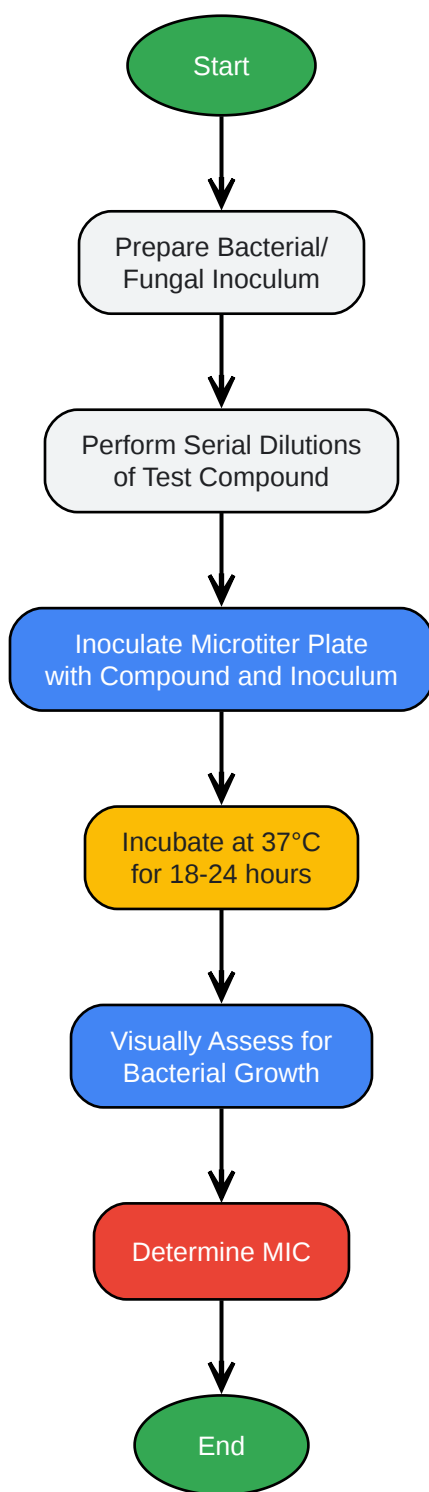 Start
Prepare Bacterial/
Fungal Inoculum
Perform Serial Dilutions
of Test Compound
Inoculate Microtiter Plate
with Compound and Inoculum
Incubate at 37°C
for 18-24 hours
Visually Assess for
Bacterial Growth
Determine MIC
End